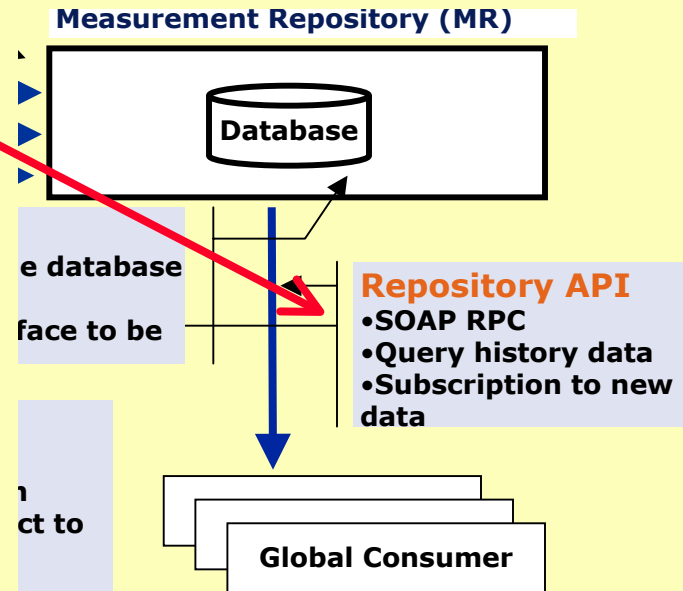 Measurement Repository (MR)
Database
e database
face to be
Repository API
•SOAP RPC
•Query history data
•Subscription to new
data
ct to
Global Consumer